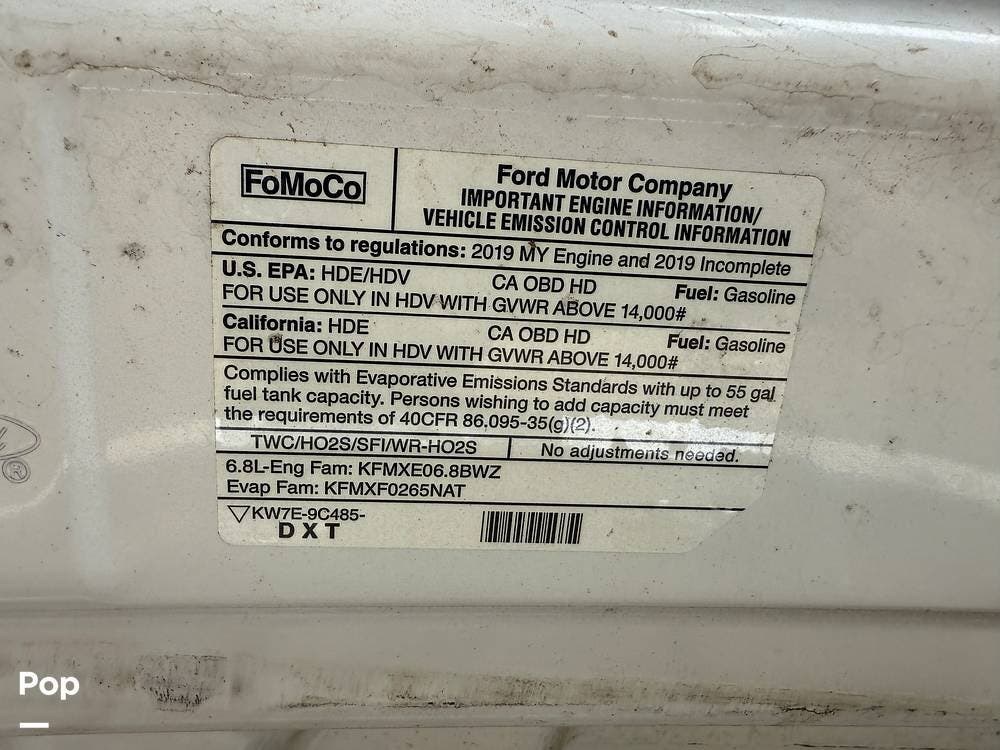 FoMoCo
Ford Motor Company
IMPORTANT ENGINE INFORMATION/
VEHICLE EMISSION CONTROL INFORMATION
Conforms to regulations: 2019 MY Engine and 2019 Incomplete
U.S. EPA: HDE/HDV CA OBD HD Fuel: Gasoline
FOR USE ONLY IN HDV WITH GVWR ABOVE 14,000#
California: HDE CA OBD HD Fuel: Gasoline
FOR USE ONLY IN HDV WITH GVWR ABOVE 14,000#
Complies with Evaporative Emissions Standards with up to 55 gal
fuel tank capacity. Persons wishing to add capacity must meet
the requirements of 40CFR 86.095-35(g)(2).
TWC/HO2S/SFI/WR-HO2S No adjustments needed.
6.8L-Eng Fam: KFMXE06.8BWZ
Evap Fam: KFMXF0265NAT
KW7E-9C485-
DXT
®
Pop